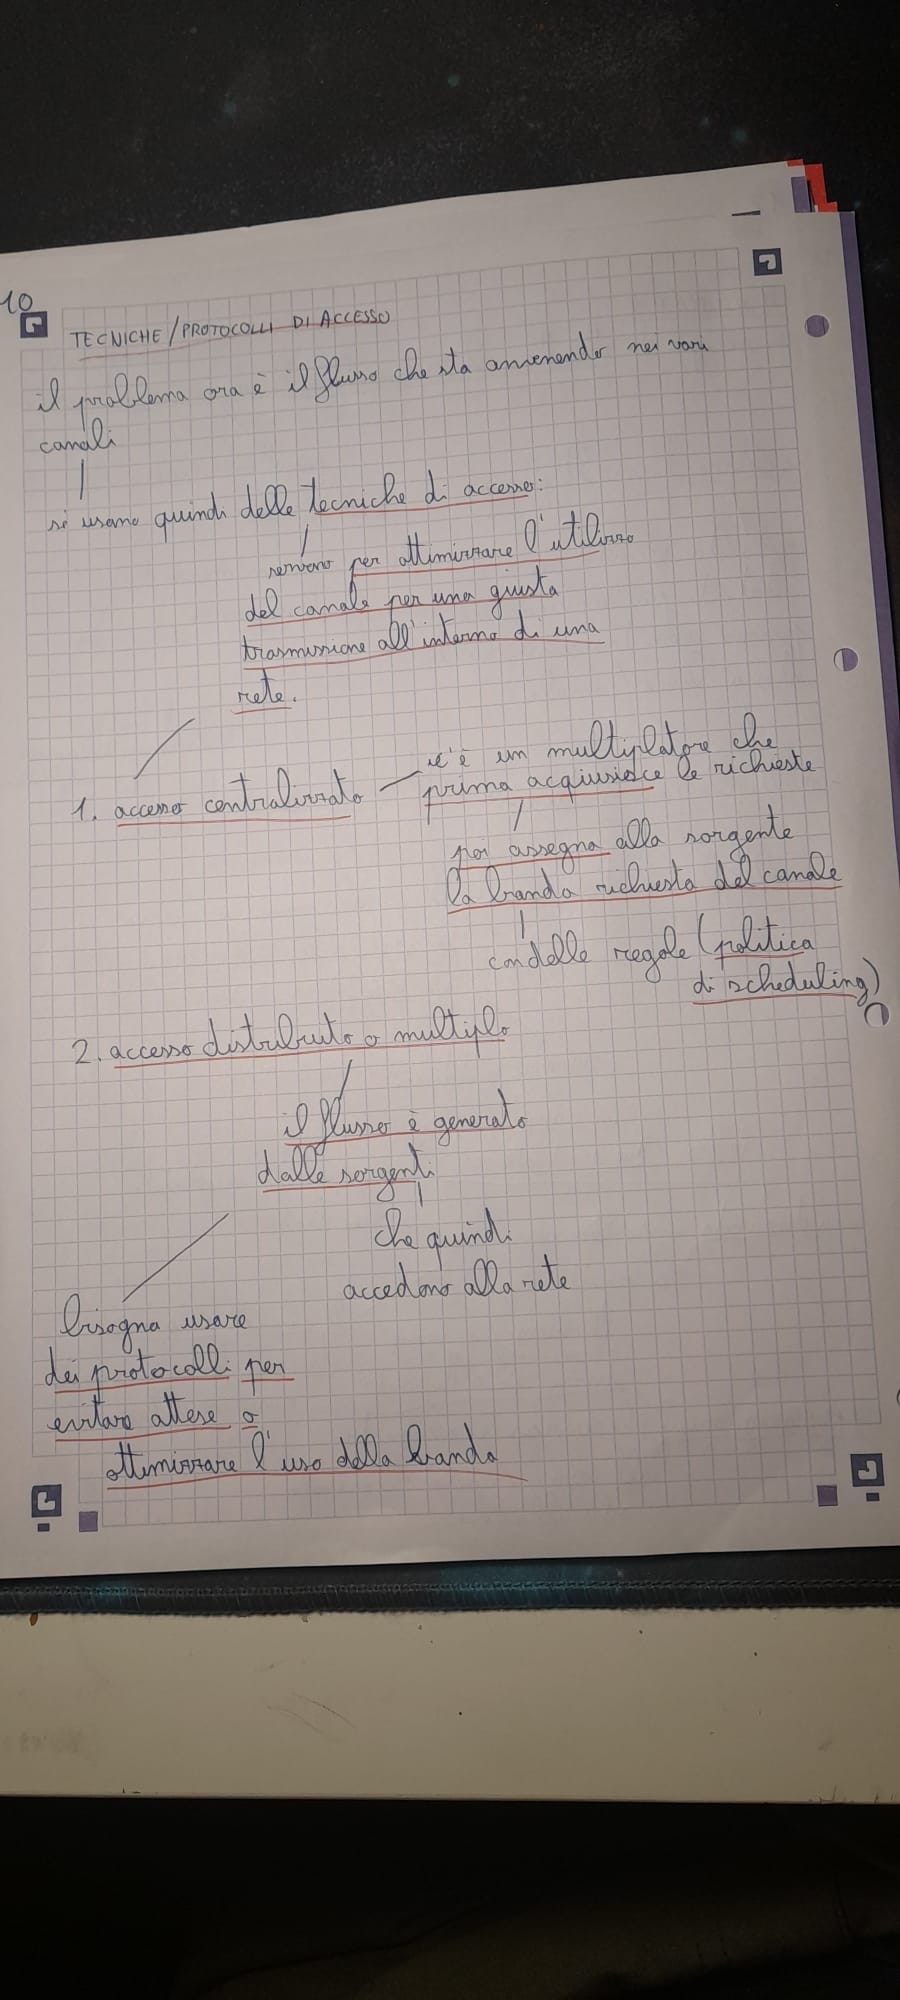 10
TECNICHE/PROTOCOLLI DI ACCESSO
il problema ora è il flusso che sta avvenendo nei vari
canali
si usano quindi delle tecniche di accesso:
servono per ottimizzare l'utilizzo
del canale per una giusta
trasmissione all'interno di una
rete.
1. accesso centralizzato
c'è un multiplatore che
prima acquisisce le richieste
poi assegna alla sorgente
la banda richiesta del canale
con delle regole (politica
di scheduling)
2. accesso distribuito o multiplo
il flusso è generato
dalle sorgenti
che quindi
accedono alla rete
bisogna usare
dei protocolli per
evitare attese o
ottimizzare l'uso della banda